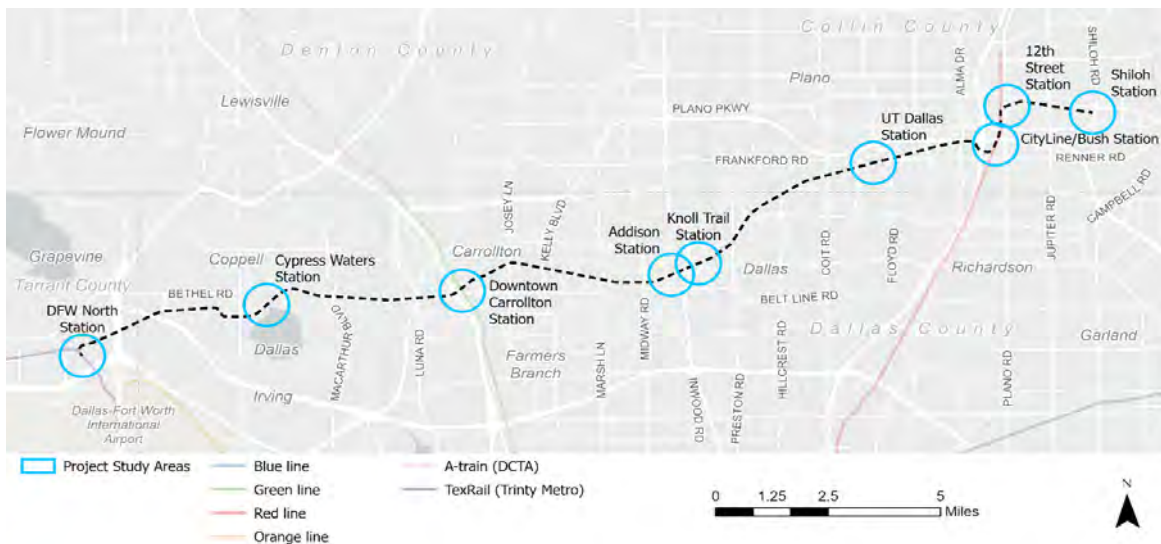 Denton County
Collin County
SHILOH RD
12th
Street
Station
Shiloh
Station
ALMA DR
Plano
Lewisville
PLANO PKWY
UT Dallas
Station
Flower Mound
CityLine/Bush Station
FRANKFORD RD
RENNER RD
CAMPBELL RD
JOSEY LN
KELLY BLVD
Addison
Station
Knoll Trail
Station
COIT RD
FLOYD RD
JUPITER RD
Grapevine
Tarrant County
Coppell
Cypress Waters
Station
Carrollton
Dallas
Richardson
BETHEL RD
Downtown
Carrollton
Station
BELT LINE RD
DFW North
Station
Dallas
MACARTHUR BLVD
LUNA RD
Farmers
Branch
MARSH LN
MIDWAY RD
HILLCREST RD
Dallas County
PLANO RD
Garland
Irving
INWOOD RD
PRESTON RD
Dallas-Fort Worth
International
Airport
Project Study Areas
Blue line
Green line
Red line
Orange line
A-train (DCTA)
TexRail (Trinty Metro)
0 1.25 2.5 5
Miles
N